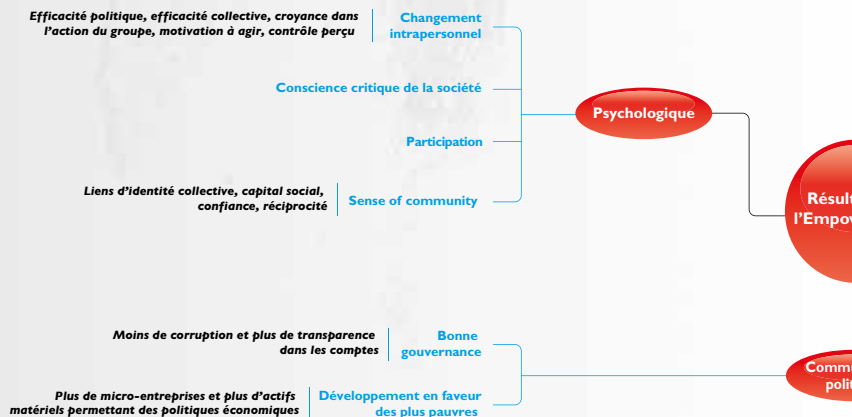 Efficacité politique, efficacité collective, croyance dans
l'action du groupe, motivation à agir, contrôle perçu
Changement
intrapersonnel
Conscience critique de la société
Psychologique
Participation
Liens d'identité collective, capital social,
confiance, réciprocité
Sense of community
Moins de corruption et plus de transparence
dans les comptes
Bonne
gouvernance
Plus de micro-entreprises et plus d'actifs
matériels permettant des politiques économiques
Développement en faveur
des plus pauvres